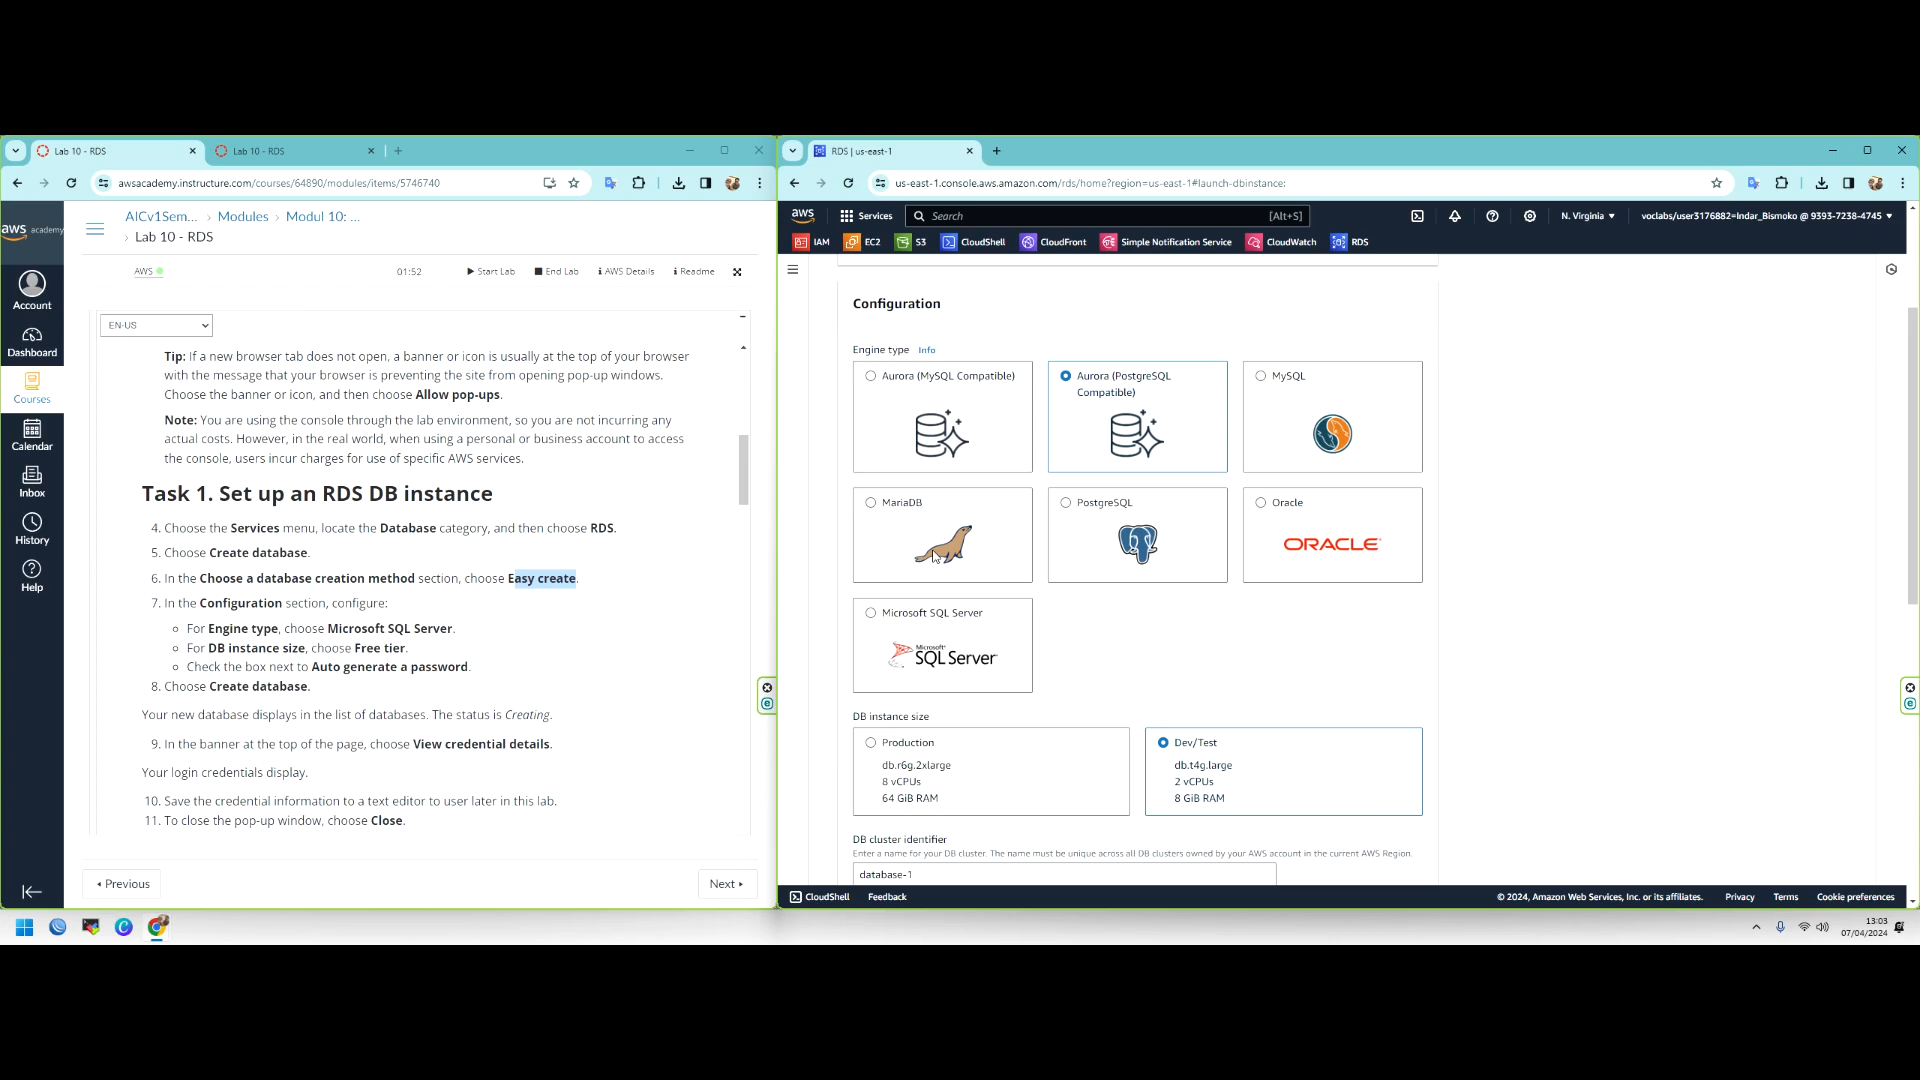 Lab 10 - RDS
Lab 10 - RDS
awsacademy.instructure.com/courses/64890/modules/items/5746740
aws academy
AICv1Sem... › Modules › Modul 10: ...
› Lab 10 - RDS
AWS
01:52
Start Lab
End Lab
AWS Details
Readme
Account
Dashboard
Courses
Calendar
Inbox
History
Help
EN-US
Tip: If a new browser tab does not open, a banner or icon is usually at the top of your browser
with the message that your browser is preventing the site from opening pop-up windows.
Choose the banner or icon, and then choose Allow pop-ups.
Note: You are using the console through the lab environment, so you are not incurring any
actual costs. However, in the real world, when using a personal or business account to access
the console, users incur charges for use of specific AWS services.
Task 1. Set up an RDS DB instance
4. Choose the Services menu, locate the Database category, and then choose RDS.
5. Choose Create database.
6. In the Choose a database creation method section, choose Easy create.
7. In the Configuration section, configure:
For Engine type, choose Microsoft SQL Server.
For DB instance size, choose Free tier.
Check the box next to Auto generate a password.
8. Choose Create database.
Your new database displays in the list of databases. The status is Creating.
9. In the banner at the top of the page, choose View credential details.
Your login credentials display.
10. Save the credential information to a text editor to user later in this lab.
11. To close the pop-up window, choose Close.
Previous
Next
RDS | us-east-1
us-east-1.console.aws.amazon.com/rds/home?region=us-east-1#launch-dbinstance:
aws
Services
Search
[Alt+S]
N. Virginia
voclabs/user3176882=Indar_Bismoko @ 9393-7238-4745
IAM
EC2
S3
CloudShell
CloudFront
Simple Notification Service
CloudWatch
RDS
Configuration
Engine type Info
Aurora (MySQL Compatible)
Aurora (PostgreSQL
Compatible)
MySQL
MariaDB
PostgreSQL
Oracle
ORACLE
Microsoft SQL Server
Microsoft
SQL Server
DB instance size
Production
db.r6g.2xlarge
8 vCPUs
64 GiB RAM
Dev/Test
db.t4g.large
2 vCPUs
8 GiB RAM
DB cluster identifier
Enter a name for your DB cluster. The name must be unique across all DB clusters owned by your AWS account in the current AWS Region.
database-1
CloudShell
Feedback
© 2024, Amazon Web Services, Inc. or its affiliates.
Privacy
Terms
Cookie preferences
13:03
07/04/2024